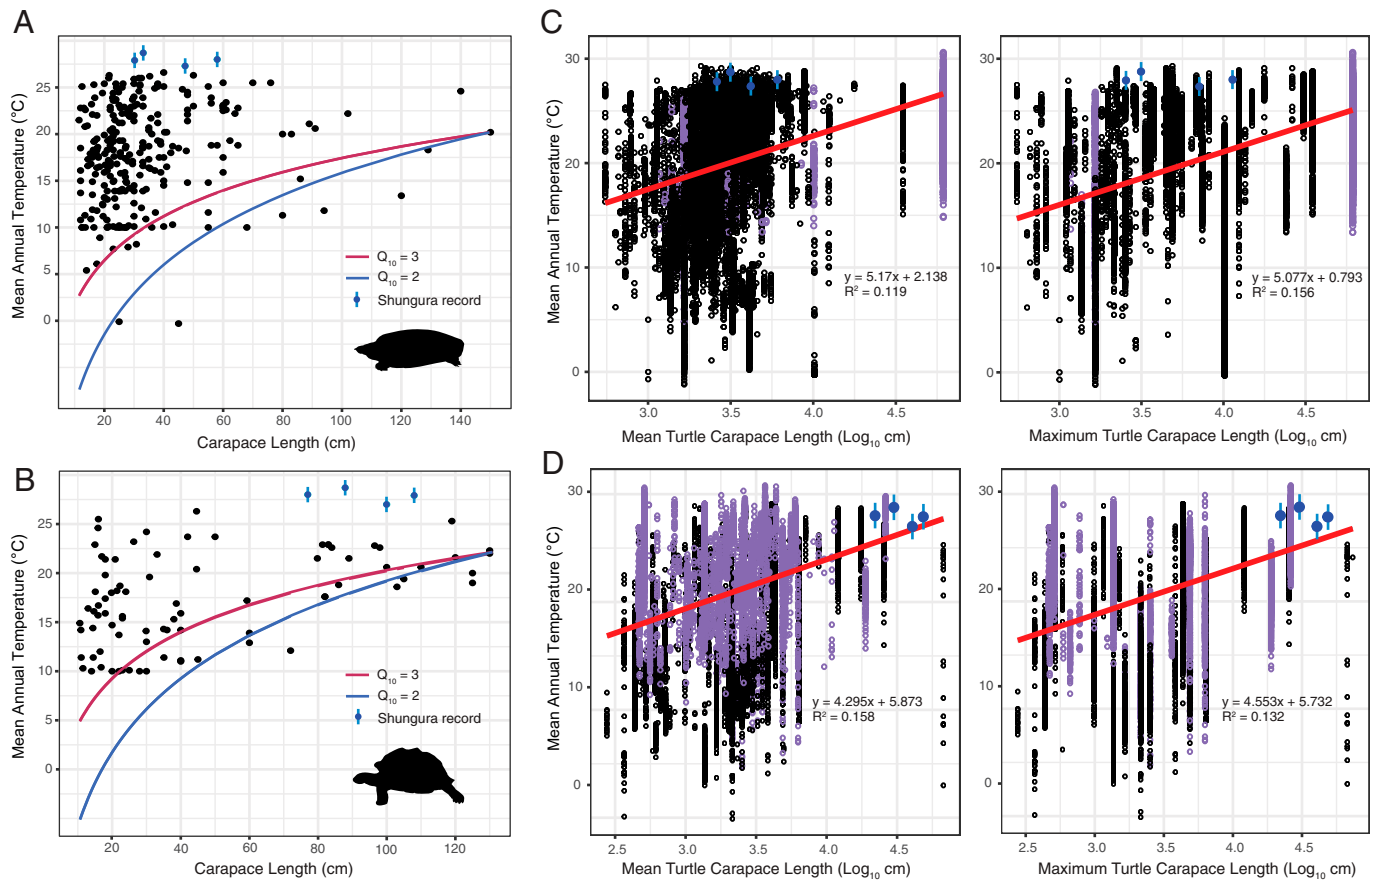 A
Mean Annual Temperature (°C)
25
20
15
10
5
0
Q10 = 3
Q10 = 2
Shungura record
20
40
60
80
100
120
140
Carapace Length (cm)
B
Mean Annual Temperature (°C)
25
20
15
10
5
0
Q10 = 3
Q10 = 2
Shungura record
20
40
60
80
100
120
Carapace Length (cm)
C
Mean Annual Temperature (°C)
30
20
10
0
y = 5.17x + 2.138
R² = 0.119
3.0
3.5
4.0
4.5
Mean Turtle Carapace Length (Log10 cm)
30
20
10
0
y = 5.077x + 0.793
R² = 0.156
3.0
3.5
4.0
4.5
Maximum Turtle Carapace Length (Log10 cm)
D
Mean Annual Temperature (°C)
30
20
10
0
y = 4.295x + 5.873
R² = 0.158
2.5
3.0
3.5
4.0
4.5
Mean Turtle Carapace Length (Log10 cm)
30
20
10
0
y = 4.553x + 5.732
R² = 0.132
2.5
3.0
3.5
4.0
4.5
Maximum Turtle Carapace Length (Log10 cm)